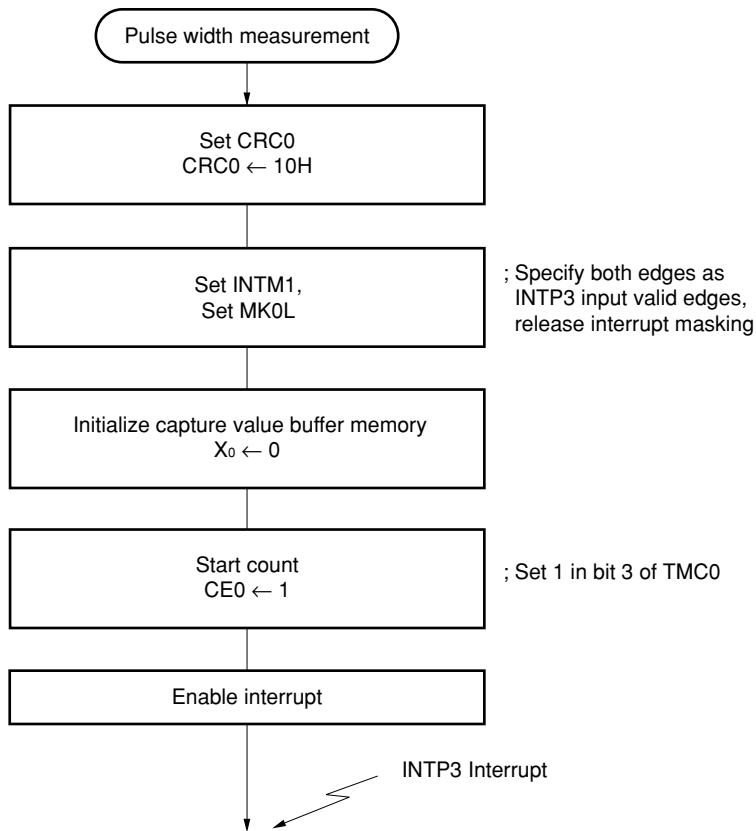 Pulse width measurement
Set CRC0
CRC0 ← 10H
Set INTM1,
Set MK0L
; Specify both edges as
INTP3 input valid edges,
release interrupt masking
Initialize capture value buffer memory
X₀ ← 0
Start count
CE0 ← 1
; Set 1 in bit 3 of TMC0
Enable interrupt
INTP3 Interrupt